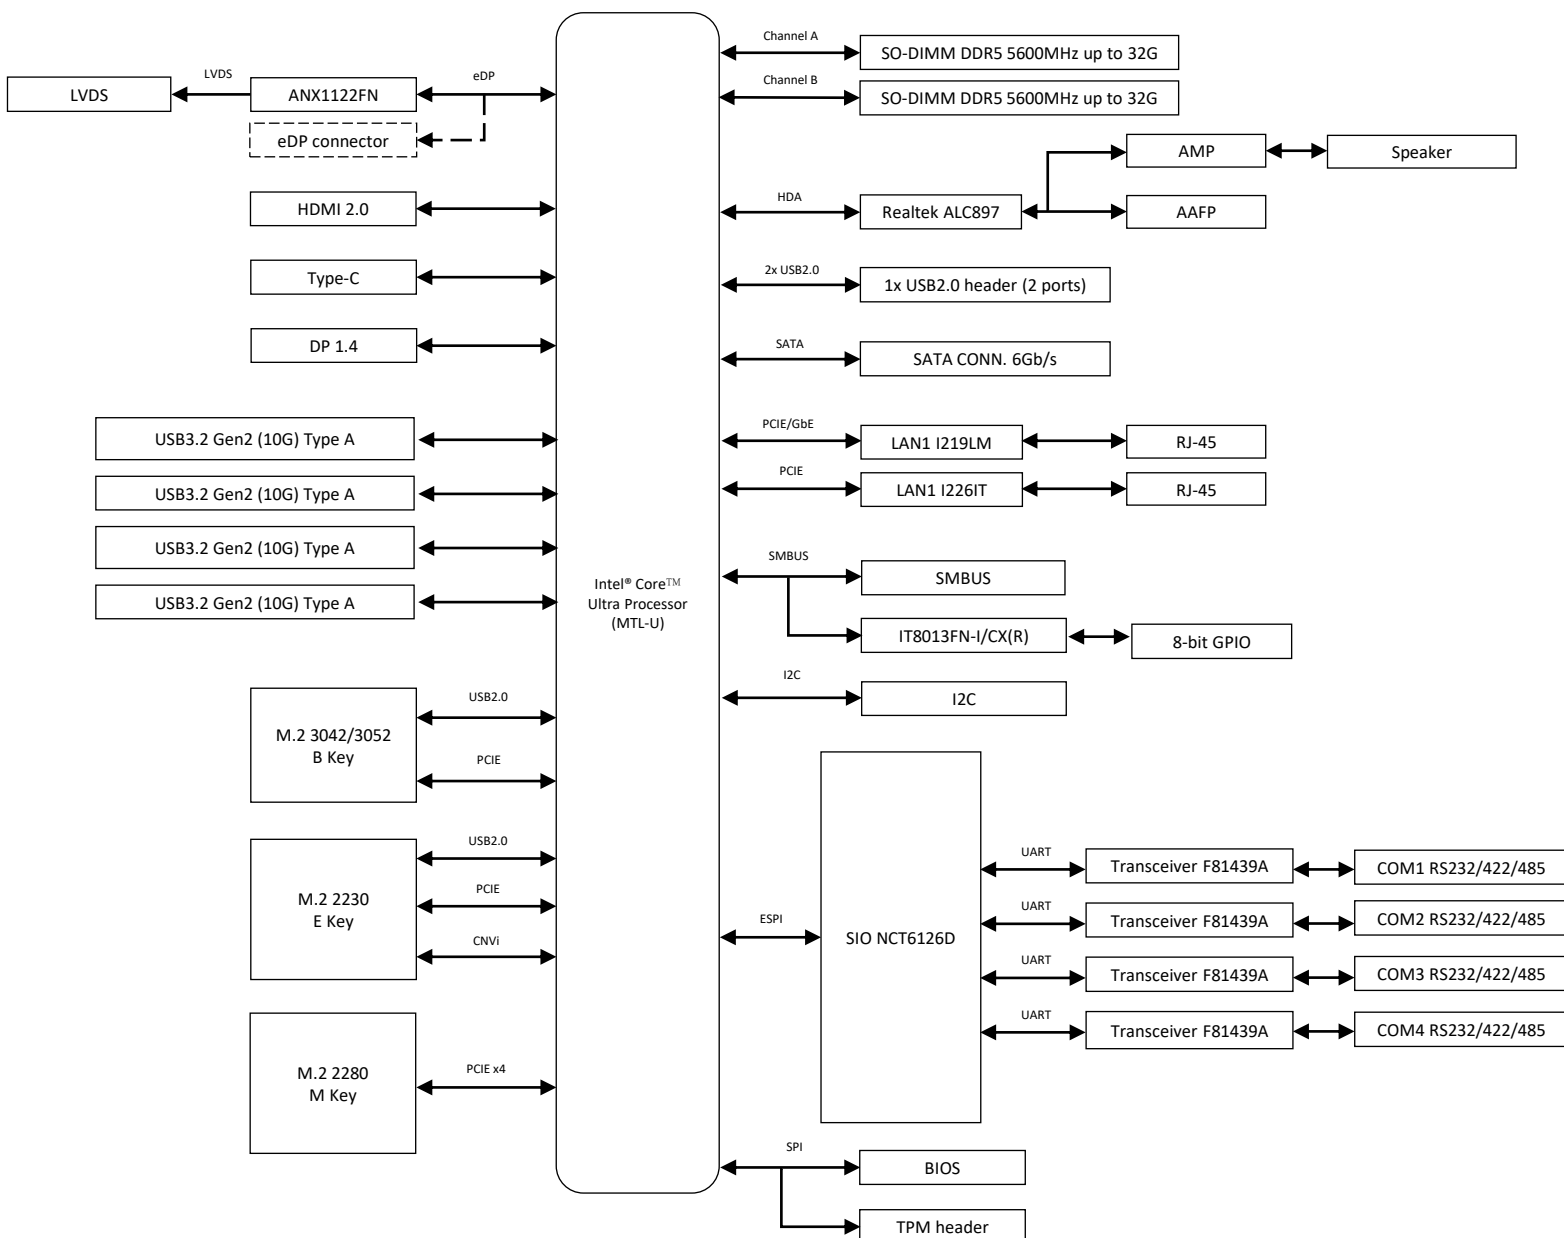 LVDS
LVDS
ANX1122FN
eDP
eDP connector
HDMI 2.0
Type-C
DP 1.4
USB3.2 Gen2 (10G) Type A
USB3.2 Gen2 (10G) Type A
USB3.2 Gen2 (10G) Type A
USB3.2 Gen2 (10G) Type A
M.2 3042/3052
B Key
USB2.0
PCIE
M.2 2230
E Key
USB2.0
PCIE
CNVi
M.2 2280
M Key
PCIE x4
Intel® Core™
Ultra Processor
(MTL-U)
Channel A
SO-DIMM DDR5 5600MHz up to 32G
Channel B
SO-DIMM DDR5 5600MHz up to 32G
HDA
Realtek ALC897
AMP
Speaker
AAFP
2x USB2.0
1x USB2.0 header (2 ports)
SATA
SATA CONN. 6Gb/s
PCIE/GbE
LAN1 I219LM
RJ-45
PCIE
LAN1 I226IT
RJ-45
SMBUS
SMBUS
IT8013FN-I/CX(R)
8-bit GPIO
I2C
I2C
ESPI
SIO NCT6126D
UART
Transceiver F81439A
COM1 RS232/422/485
UART
Transceiver F81439A
COM2 RS232/422/485
UART
Transceiver F81439A
COM3 RS232/422/485
UART
Transceiver F81439A
COM4 RS232/422/485
SPI
BIOS
TPM header